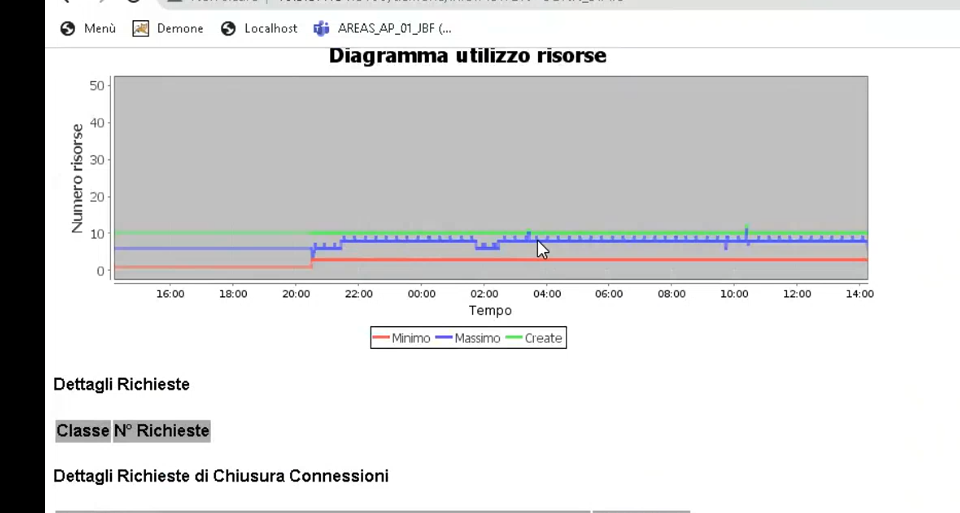 Menù Demone Localhost AREAS_AP_01_JBF (...
Diagramma utilizzo risorse
Numero risorse
50
40
30
20
10
0
16:00 18:00 20:00 22:00 00:00 02:00 04:00 06:00 08:00 10:00 12:00 14:00
Tempo
Minimo Massimo Create
Dettagli Richieste
Classe N° Richieste
Dettagli Richieste di Chiusura Connessioni